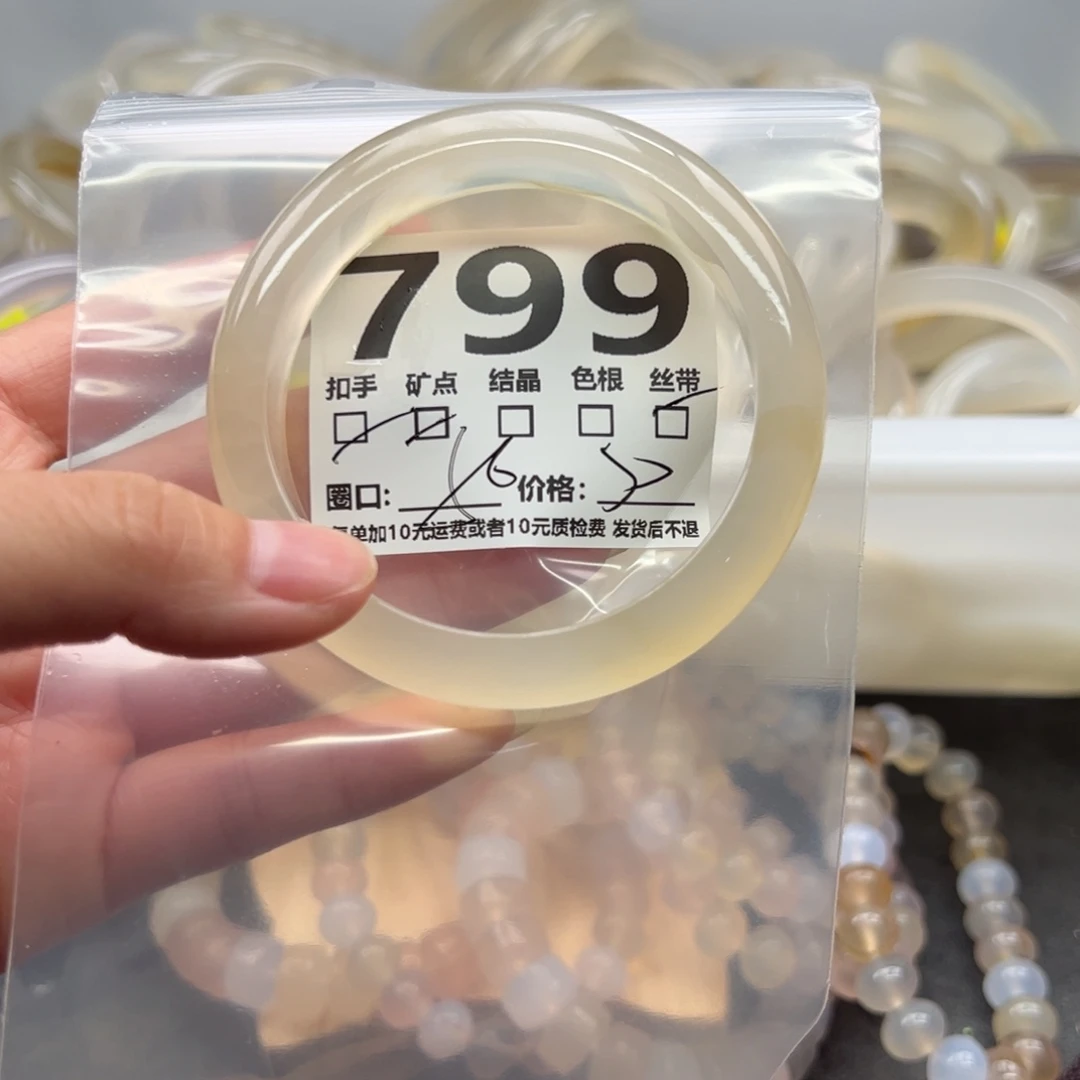 799
扣手 矿点 结晶 色根 丝带
圈口: 价格:
单加10元运费或者10元质检费 发货后不退